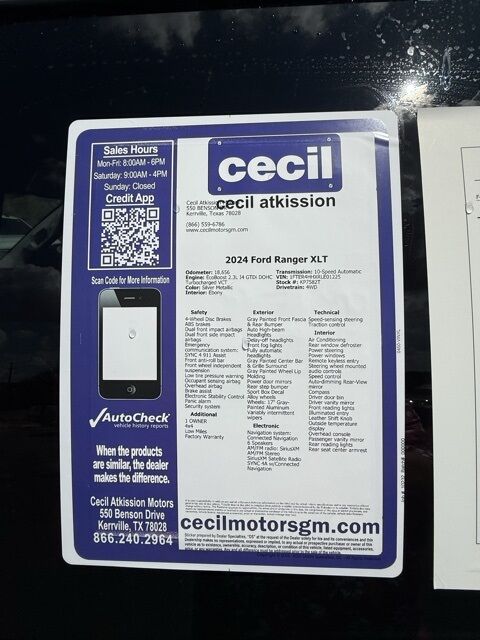 Sales Hours
Mon-Fri: 8:00AM - 6PM
Saturday: 9:00AM - 4PM
Sunday: Closed
Credit App
Scan Code for More Information
AutoCheck
vehicle history reports
When the products
are similar, the dealer
makes the difference.
Cecil Atkission Motors
550 Benson Drive
Kerrville, TX 78028
866.240.2964
cecil
cecil atkission
Cecil Atkission
550 BENSON
Kerrville, Texas 78028
(866) 559-6786
www.cecilmotorsgm.com
2024 Ford Ranger XLT
Odometer: 18,656
Engine: EcoBoost 2.3L I4 GTDi DOHC
Turbocharged VCT
Color: Silver Metallic
Interior: Ebony
Transmission: 10-Speed Automatic
Stock #: KP7582T
Drivetrain: 4WD
Safety
4-Wheel Disc Brakes
ABS brakes
Dual front impact airbags
Dual front side impact
airbags
Emergency
communication system:
SYNC 4 911 Assist
Front anti-roll bar
Front wheel independent
suspension
Low tire pressure warning
Occupant sensing airbag
Overhead airbag
Brake assist
Electronic Stability Control
Panic alarm
Security system
Additional
1 OWNER
4x4
Low Miles
Factory Warranty
Exterior
Gray Painted Front Fascia
& Rear Bumper
Auto High-beam
Headlights
Delay-off headlights
Front fog lights
Fully automatic
headlights
Gray Painted Center Bar
& Grille Surround
Gray Painted Wheel Lip
Molding
Power door mirrors
Rear step bumper
Sport Box Decal
Alloy wheels
Wheels: 17" Gray-
Painted Aluminum
Variably intermittent
wipers
Electronic
Navigation system:
Connected Navigation
6 Speakers
AM/FM radio: SiriusXM
AM/FM Stereo
SiriusXM Satellite Radio
SYNC 4A w/Connected
Navigation
Technical
Speed-sensing steering
Traction control
Interior
Air Conditioning
Rear window defroster
Power steering
Power windows
Remote keyless entry
Steering wheel mounted
audio controls
Speed control
Auto-dimming Rear-View
mirror
Compass
Driver door bin
Driver vanity mirror
Front reading lights
Illuminated entry
Leather Shift Knob
Outside temperature
display
Overhead console
Passenger vanity mirror
Rear reading lights
Rear seat center armrest
cecilmotorsgm.com